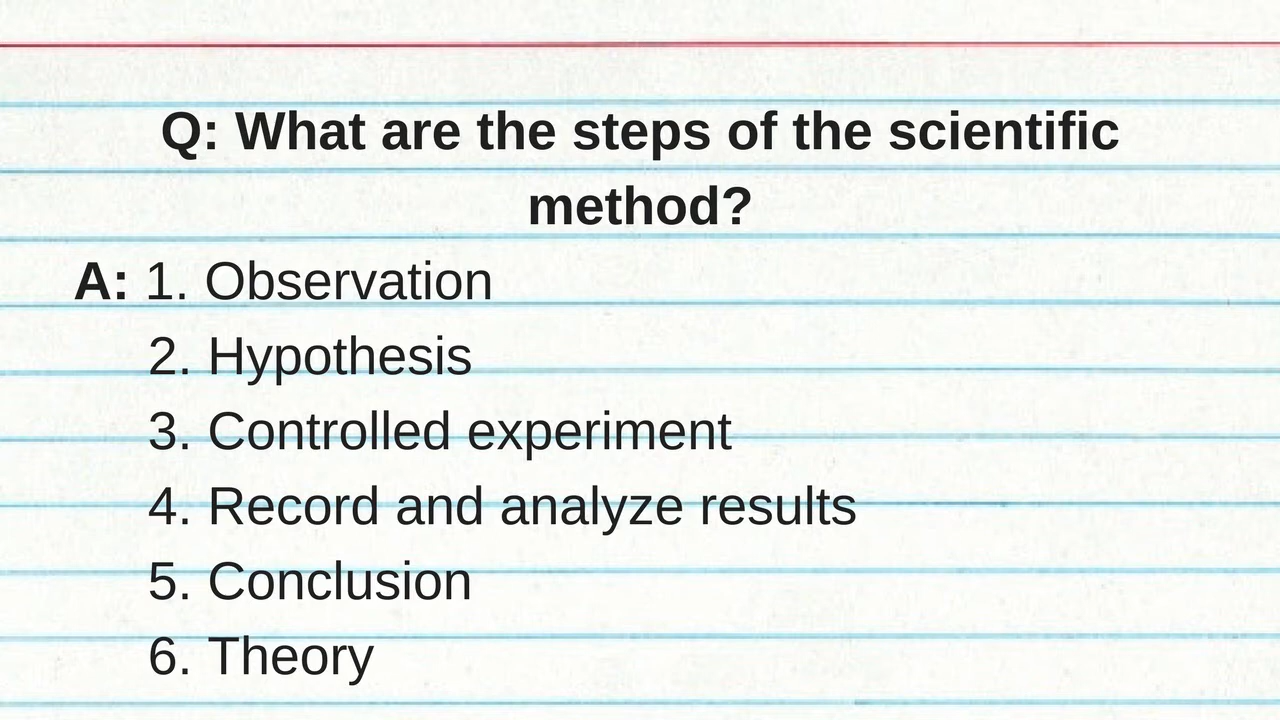 Q: What are the steps of the scientific
method?
A: 1. Observation
2. Hypothesis
3. Controlled experiment
4. Record and analyze results
5. Conclusion
6. Theory